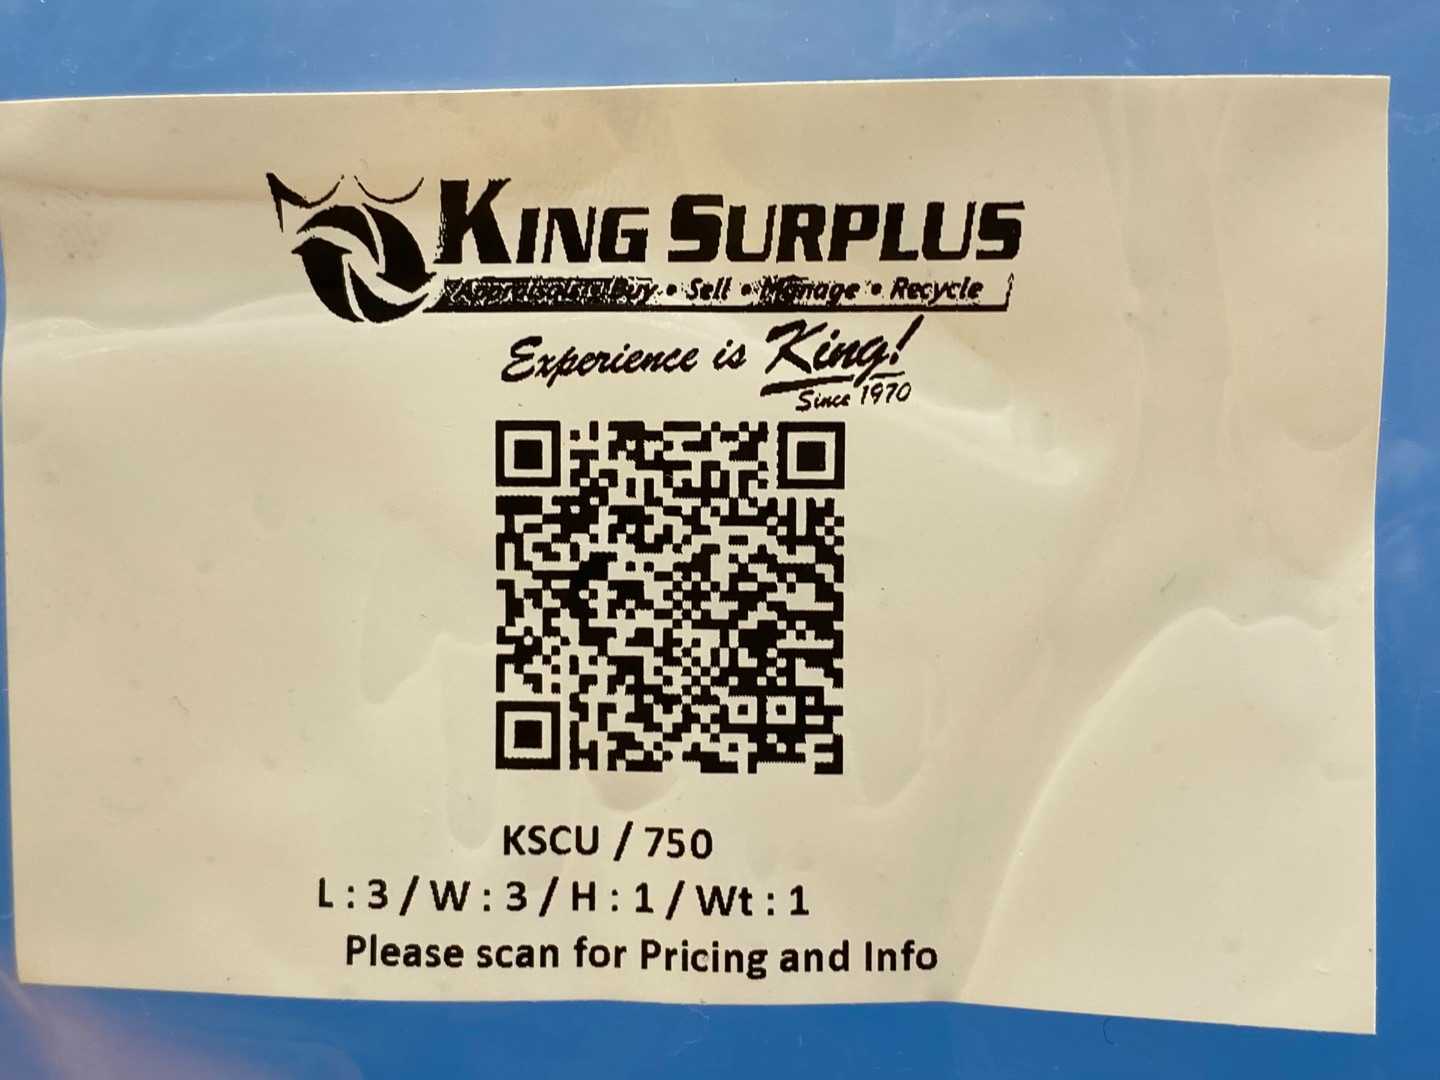 KING SURPLUS
Appraisals • Buy • Sell • Manage • Recycle
Experience is King!
Since 1970
KSCU / 750
L : 3 / W : 3 / H : 1 / Wt : 1
Please scan for Pricing and Info